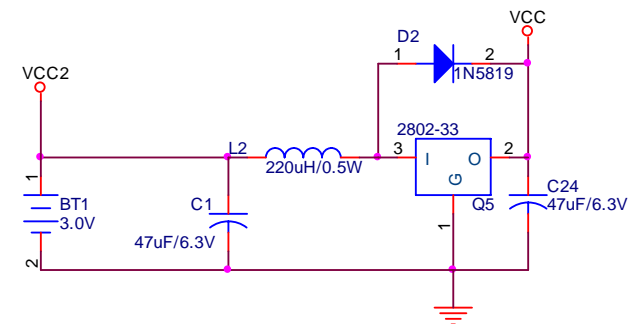 VCC
D2
1
2
1N5819
VCC2
2802-33
L2
220uH/0.5W
3
I
O
2
G
Q5
1
1
BT1
3.0V
2
C1
47uF/6.3V
C24
47uF/6.3V